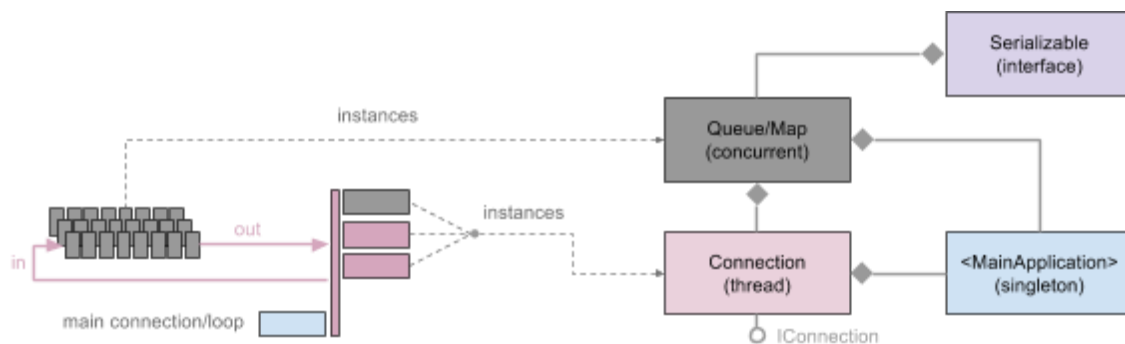 Serializable
(interface)
instances
Queue/Map
(concurrent)
instances
out
in
Connection
(thread)
<MainApplication>
(singleton)
main connection/loop
IConnection